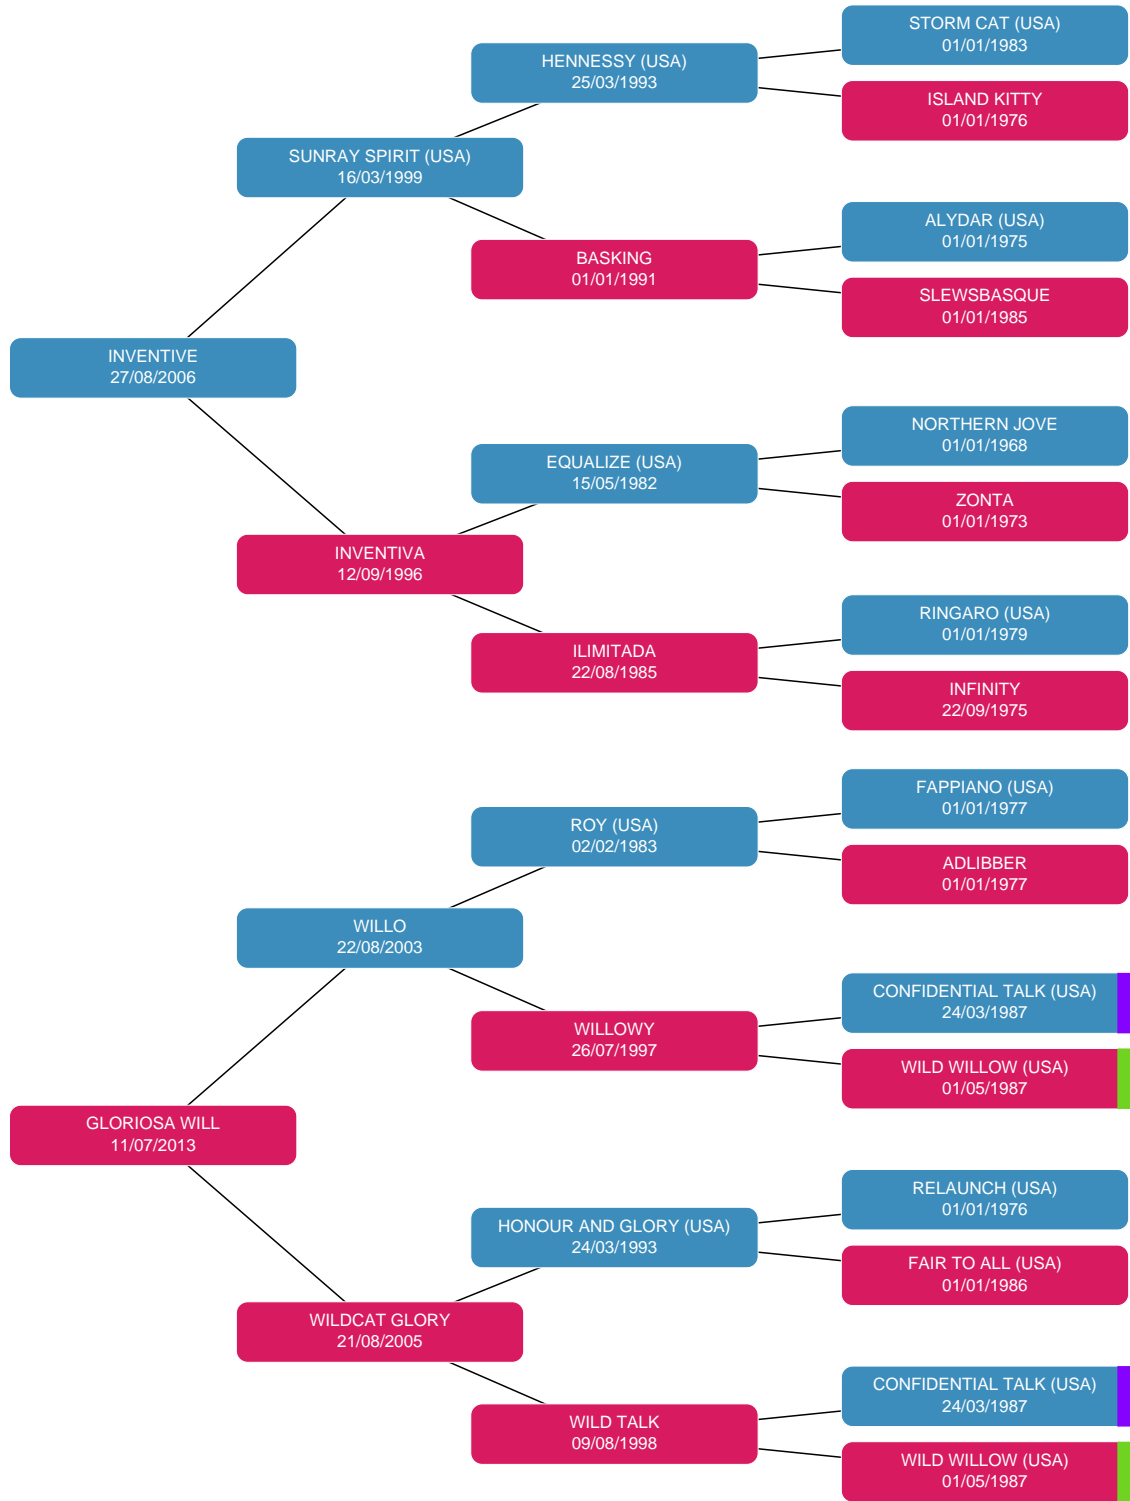 STORM CAT (USA)
01/01/1983
HENNESSY (USA)
25/03/1993
ISLAND KITTY
01/01/1976
SUNRAY SPIRIT (USA)
16/03/1999
ALYDAR (USA)
01/01/1975
BASKING
01/01/1991
SLEWSBASQUE
01/01/1985
INVENTIVE
27/08/2006
NORTHERN JOVE
01/01/1968
EQUALIZE (USA)
15/05/1982
ZONTA
01/01/1973
INVENTIVA
12/09/1996
RINGARO (USA)
01/01/1979
ILIMITADA
22/08/1985
INFINITY
22/09/1975
FAPPIANO (USA)
01/01/1977
ROY (USA)
02/02/1983
ADLIBBER
01/01/1977
WILLO
22/08/2003
CONFIDENTIAL TALK (USA)
24/03/1987
WILLOWY
26/07/1997
WILD WILLOW (USA)
01/05/1987
GLORIOSA WILL
11/07/2013
RELAUNCH (USA)
01/01/1976
HONOUR AND GLORY (USA)
24/03/1993
FAIR TO ALL (USA)
01/01/1986
WILDCAT GLORY
21/08/2005
CONFIDENTIAL TALK (USA)
24/03/1987
WILD TALK
09/08/1998
WILD WILLOW (USA)
01/05/1987